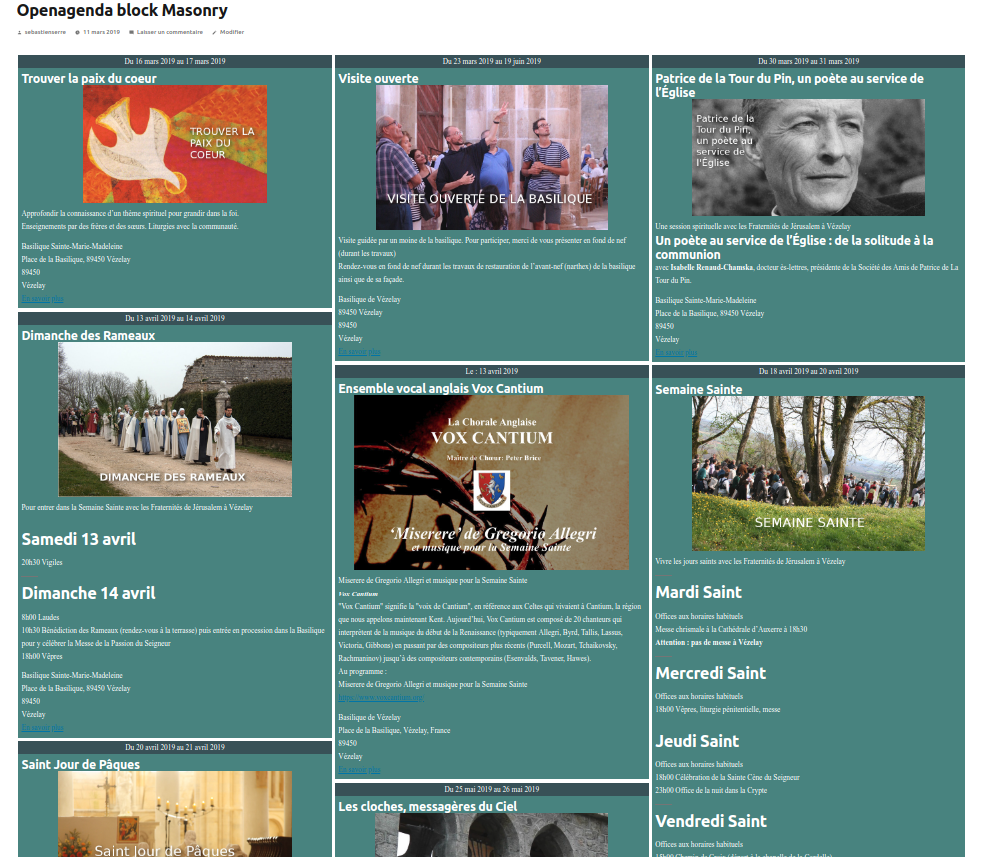 Openagenda block Masonry
sebastienserre 11 mars 2019 Laisser un commentaire Modifier
Du 16 mars 2019 au 17 mars 2019
Trouver la paix du coeur
TROUVER LA
PAIX DU
COEUR
Approfondir la connaissance d'un thème spirituel pour grandir dans la foi.
Enseignements par des frères et des sœurs. Liturgies avec la communauté.
Basilique Sainte-Marie-Madeleine
Place de la Basilique, 89450 Vézelay
89450
Vézelay
En savoir plus
Du 13 avril 2019 au 14 avril 2019
Dimanche des Rameaux
DIMANCHE DES RAMEAUX
Pour entrer dans la Semaine Sainte avec les Fraternités de Jérusalem à Vézelay
Samedi 13 avril
20h30 Vigiles
Dimanche 14 avril
8h00 Laudes
10h30 Bénédiction des Rameaux (rendez-vous à la terrasse) puis entrée en procession dans la Basilique
pour y célébrer la Messe de la Passion du Seigneur
18h00 Vêpres
Basilique Sainte-Marie-Madeleine
Place de la Basilique, 89450 Vézelay
89450
Vézelay
En savoir plus
Du 20 avril 2019 au 21 avril 2019
Saint Jour de Pâques
Saint Jour de Pâques
Du 23 mars 2019 au 19 juin 2019
Visite ouverte
VISITE OUVERTE DE LA BASILIQUE
Visite guidée par un moine de la basilique. Pour participer, merci de vous présenter en fond de nef
(durant les travaux)
Rendez-vous en fond de nef durant les travaux de restauration de l'avant-nef (narthex) de la basilique
ainsi que de sa façade.
Basilique de Vézelay
89450 Vézelay
89450
Vézelay
En savoir plus
Le : 13 avril 2019
Ensemble vocal anglais Vox Cantium
La Chorale Anglaise
VOX CANTIUM
Maître de Chœur: Peter Brice
'Miserere' de Gregorio Allegri
et musique pour la Semaine Sainte
Miserere de Gregorio Allegri et musique pour la Semaine Sainte
Vox Cantium
"Vox Cantium" signifie la "voix de Cantium", en référence aux Celtes qui vivaient à Cantium, la région
que nous appelons maintenant Kent. Aujourd'hui, Vox Cantium est composé de 20 chanteurs qui
interprètent de la musique du début de la Renaissance (typiquement Allegri, Byrd, Tallis, Lassus,
Victoria, Gibbons) en passant par des compositeurs plus récents (Purcell, Mozart, Tchaikovsky,
Rachmaninov) jusqu'à des compositeurs contemporains (Esenvalds, Tavener, Hawes).
Au programme :
Miserere de Gregorio Allegri et musique pour la Semaine Sainte
Basilique de Vézelay
Place de la Basilique, Vézelay, France
89450
Vézelay
En savoir plus
Du 25 mai 2019 au 26 mai 2019
Les cloches, messagères du Ciel
Du 30 mars 2019 au 31 mars 2019
Patrice de la Tour du Pin, un poète au service de
l'Église
Patrice de la
Tour du Pin,
un poète au
service de
l'Église
Une session spirituelle avec les Fraternités de Jérusalem à Vézelay
Un poète au service de l'Église : de la solitude à la
communion
avec Isabelle Renaud-Chamska, docteur ès-lettres, présidente de la Société des Amis de Patrice de La
Tour du Pin.
Basilique Sainte-Marie-Madeleine
Place de la Basilique, 89450 Vézelay
89450
Vézelay
En savoir plus
Du 18 avril 2019 au 20 avril 2019
Semaine Sainte
SEMAINE SAINTE
Vivre les jours saints avec les Fraternités de Jérusalem à Vézelay
Mardi Saint
Offices aux horaires habituels
Messe chrismale à la Cathédrale d'Auxerre à 18h30
Attention : pas de messe à Vézelay
Mercredi Saint
Offices aux horaires habituels
18h00 Vêpres, liturgie pénitentielle, messe
Jeudi Saint
Offices aux horaires habituels
18h00 Célébration de la Sainte Cène du Seigneur
23h00 Office de la nuit dans la Crypte
Vendredi Saint
Offices aux horaires habituels